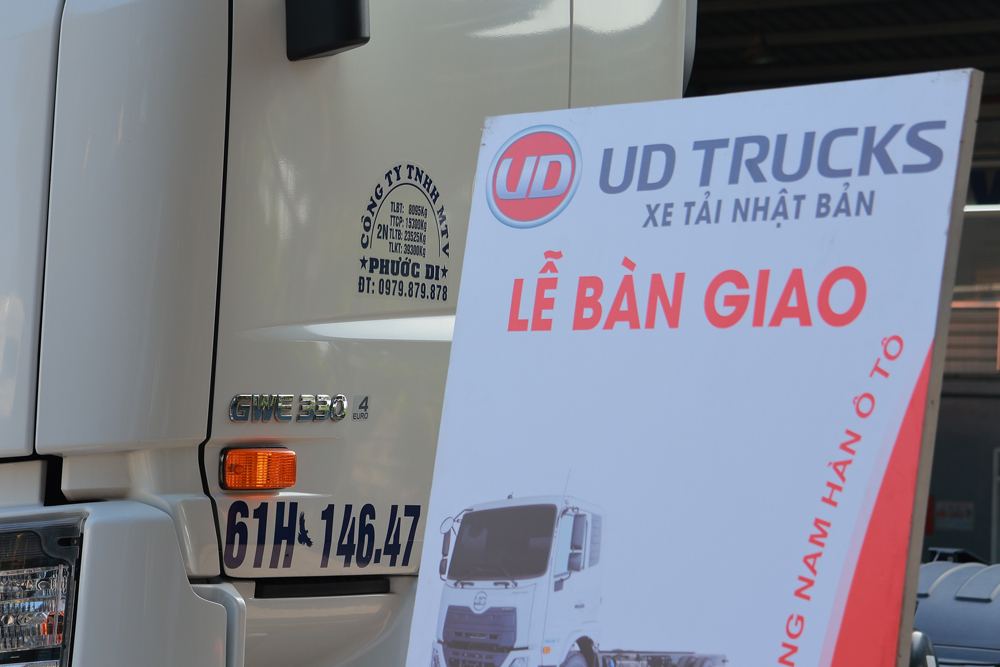 CÔNG TY TNHH MTV
TLBT: 8065Kg
TTCP: 15300Kg
2N TLTB: 23525Kg
TLKT: 39300Kg
★PHƯỚC DI★
ĐT: 0979.879.878
GWE 330 4
EURO
61H 146.47
UD UD TRUCKS
XE TẢI NHẬT BẢN
LỄ BÀN GIAO
NG NAM HÀN Ô TÔ